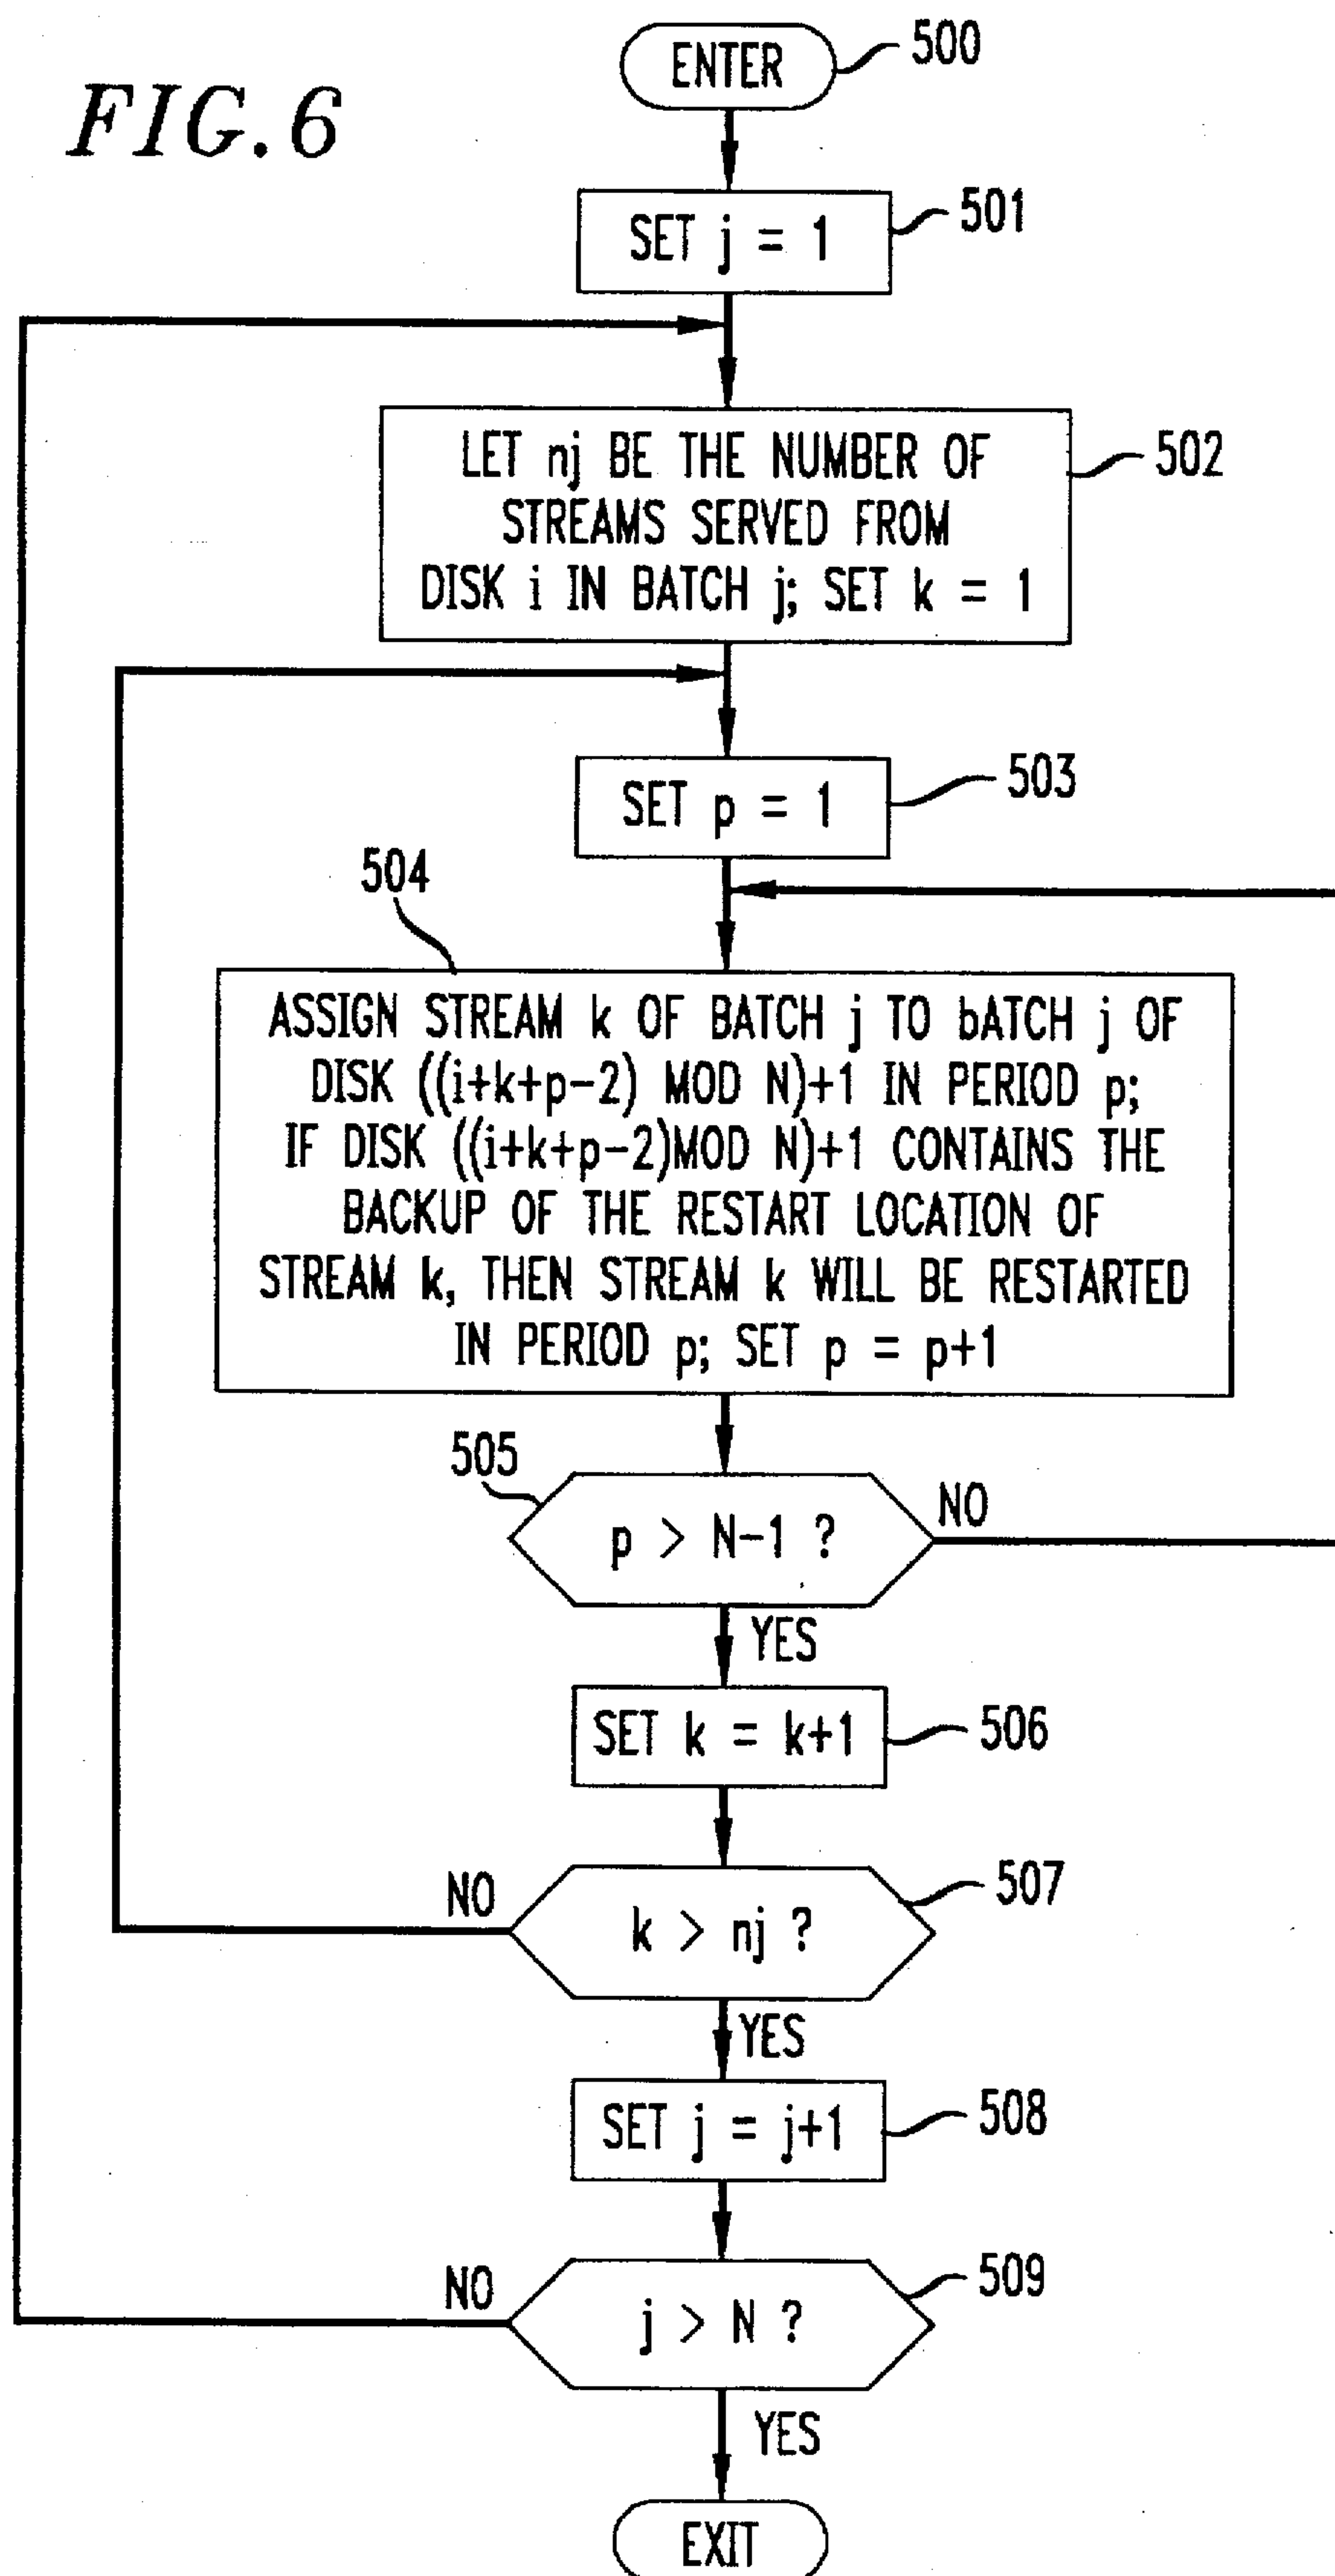 FIG. 6
ENTER
500
SET j = 1
501
LET nj BE THE NUMBER OF
STREAMS SERVED FROM
DISK i IN BATCH j; SET k = 1
502
SET p = 1
503
504
ASSIGN STREAM k OF BATCH j TO bATCH j OF
DISK ((i+k+p-2) MOD N)+1 IN PERIOD p;
IF DISK ((i+k+p-2)MOD N)+1 CONTAINS THE
BACKUP OF THE RESTART LOCATION OF
STREAM k, THEN STREAM k WILL BE RESTARTED
IN PERIOD p; SET p = p+1
505
p > N-1 ?
NO
YES
SET k = k+1
506
NO
k > nj ?
507
YES
SET j = j+1
508
NO
j > N ?
509
YES
EXIT